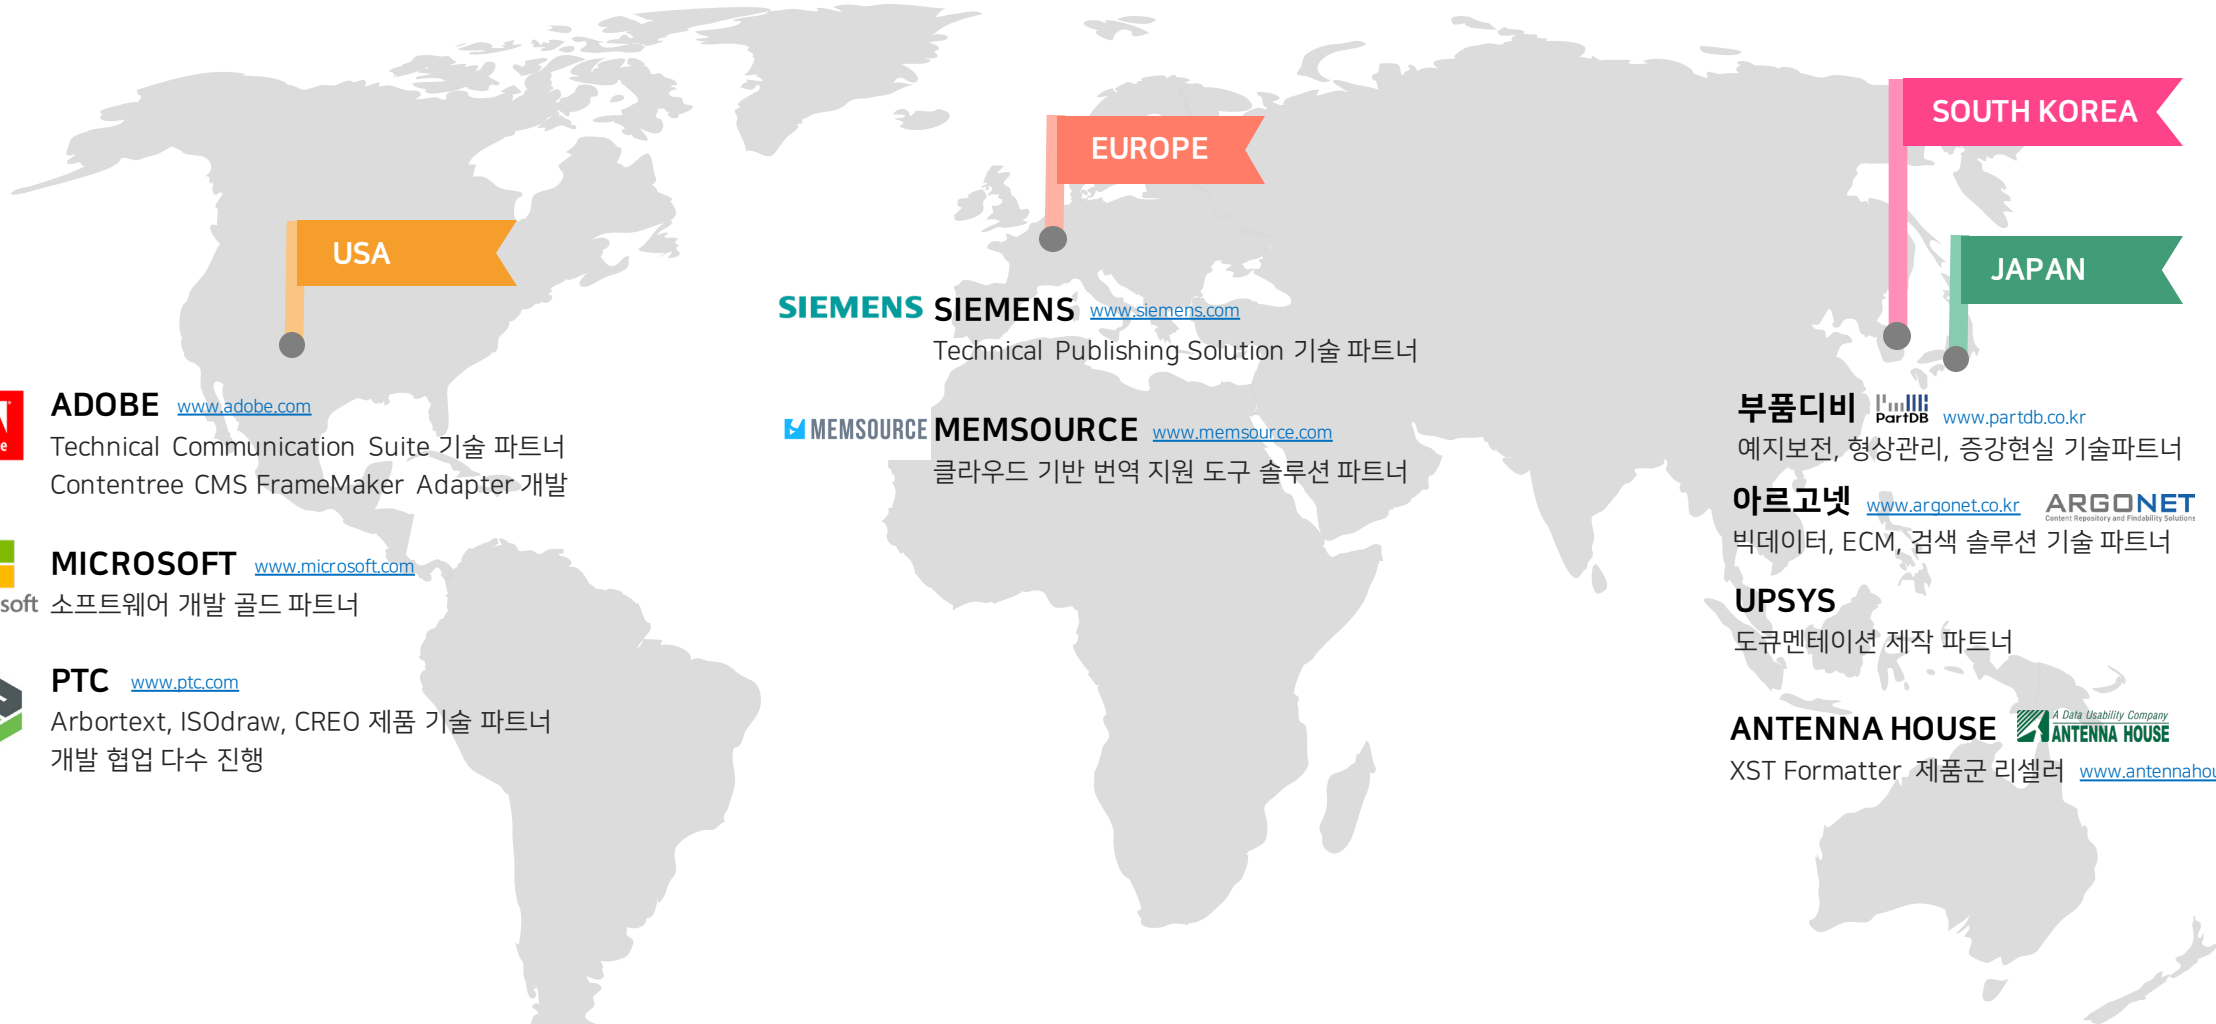 USA
ADOBE www.adobe.com
Technical Communication Suite 기술 파트너
Contentree CMS FrameMaker Adapter 개발
MICROSOFT www.microsoft.com
soft 소프트웨어 개발 골드 파트너
PTC www.ptc.com
Arbortext, ISOdraw, CREO 제품 기술 파트너
개발 협업 다수 진행
EUROPE
SIEMENS SIEMENS www.siemens.com
Technical Publishing Solution 기술 파트너
MEMSOURCE MEMSOURCE www.memsource.com
클라우드 기반 번역 지원 도구 솔루션 파트너
SOUTH KOREA
JAPAN
부품디비 PartDB www.partdb.co.kr
예지보전, 형상관리, 증강현실 기술파트너
아르고넷 www.argonet.co.kr ARGONET
Content Repository and Findability Solutions
빅데이터, ECM, 검색 솔루션 기술 파트너
UPSYS
도큐멘테이션 제작 파트너
ANTENNA HOUSE A Data Usability Company
ANTENNA HOUSE
XST Formatter 제품군 리셀러 www.antennahou